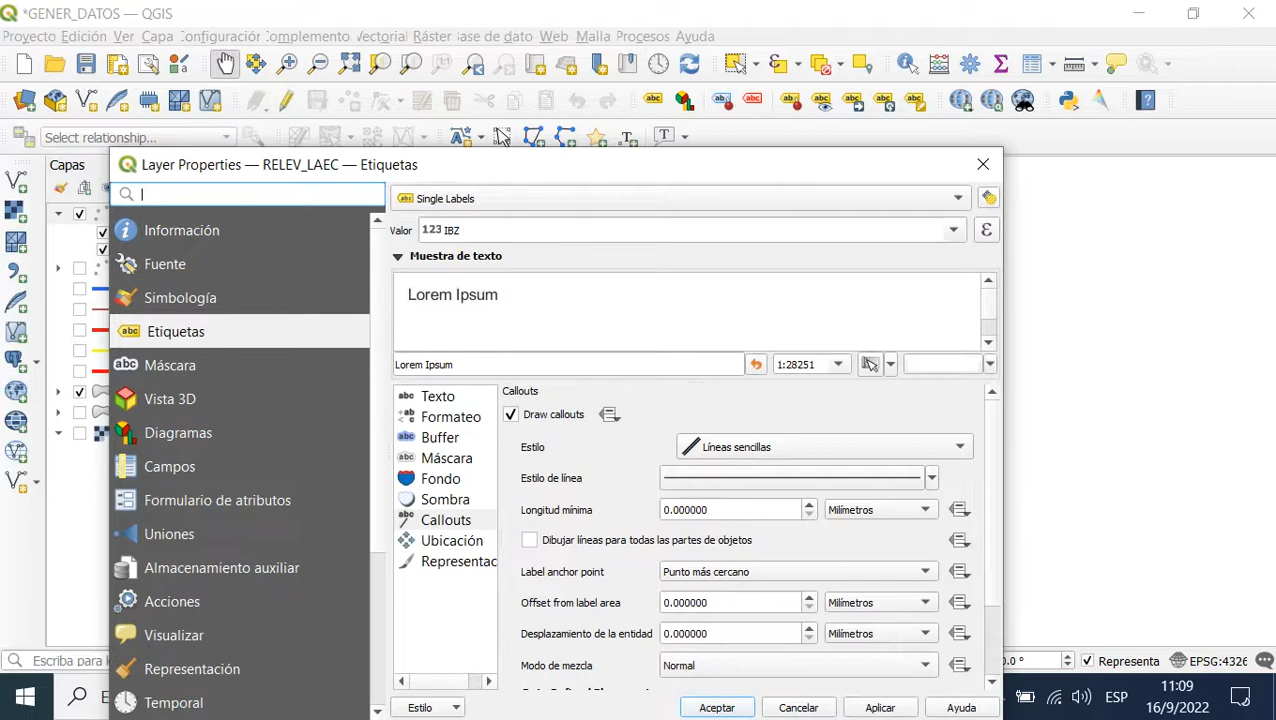 *GENER_DATOS — QGIS
Proyecto Edición Ver Capa Configuración Complemento Vectorial Ráster Base de dato Web Malla Procesos Ayuda
Select relationship...
Capas
Layer Properties — RELEV_LAEC — Etiquetas
Información
Fuente
Simbología
Etiquetas
Máscara
Vista 3D
Diagramas
Campos
Formulario de atributos
Uniones
Almacenamiento auxiliar
Acciones
Visualizar
Representación
Temporal
Single Labels
Valor 123 IBZ
Muestra de texto
Lorem Ipsum
Lorem Ipsum 1:28251
Texto
Formateo
Buffer
Máscara
Fondo
Sombra
Callouts
Ubicación
Representac
Callouts
Draw callouts
Estilo Líneas sencillas
Estilo de línea
Longitud mínima 0.000000 Milímetros
Dibujar líneas para todas las partes de objetos
Label anchor point Punto más cercano
Offset from label area 0.000000 Milímetros
Desplazamiento de la entidad 0.000000 Milímetros
Modo de mezcla Normal
Estilo Aceptar Cancelar Aplicar Ayuda
Escriba para l 0.0 ° Representa EPSG:4326
ESP
11:09
16/9/2022